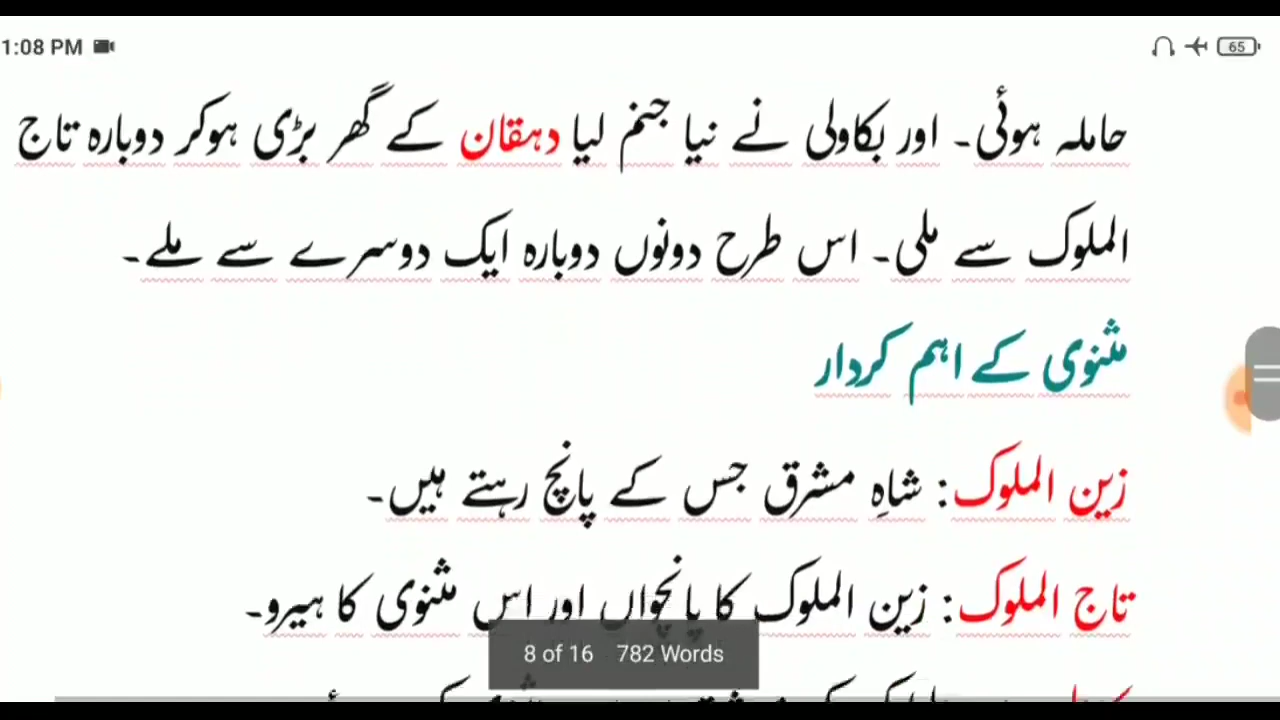 1:08 PM
65
حاملہ ہوئی۔ اور بکاولی نے نیا جنم لیا دہقان کے گھر بڑی ہوکر دوبارہ تاج
الملوک سے ملی۔ اس طرح دونوں دوبارہ ایک دوسرے سے ملے۔
مثنوی کے اہم کردار
زین الملوک: شاہِ مشرق جس کے پانچ رہتے ہیں۔
تاج الملوک: زین الملوک کا پانچواں اور اس مثنوی کا ہیرو۔
8 of 16 782 Words